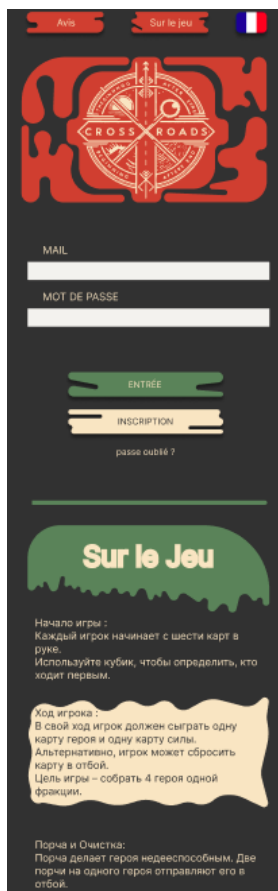 Avis
Sur le jeu
CROSS ROADS
MAIL
MOT DE PASSE
ENTRÉE
INSCRIPTION
passe oublié ?
Sur le Jeu
Начало игры :
Каждый игрок начинает с шести карт в
руке.
Используйте кубик, чтобы определить, кто
ходит первым.
Ход игрока :
В свой ход игрок должен сыграть одну
карту героя и одну карту силы.
Альтернативно, игрок может сбросить
карту в отбой.
Цель игры – собрать 4 героя одной
фракции.
Порча и Очистка:
Порча делает героя недееспособным. Две
порчи на одного героя отправляют его в
отбой.